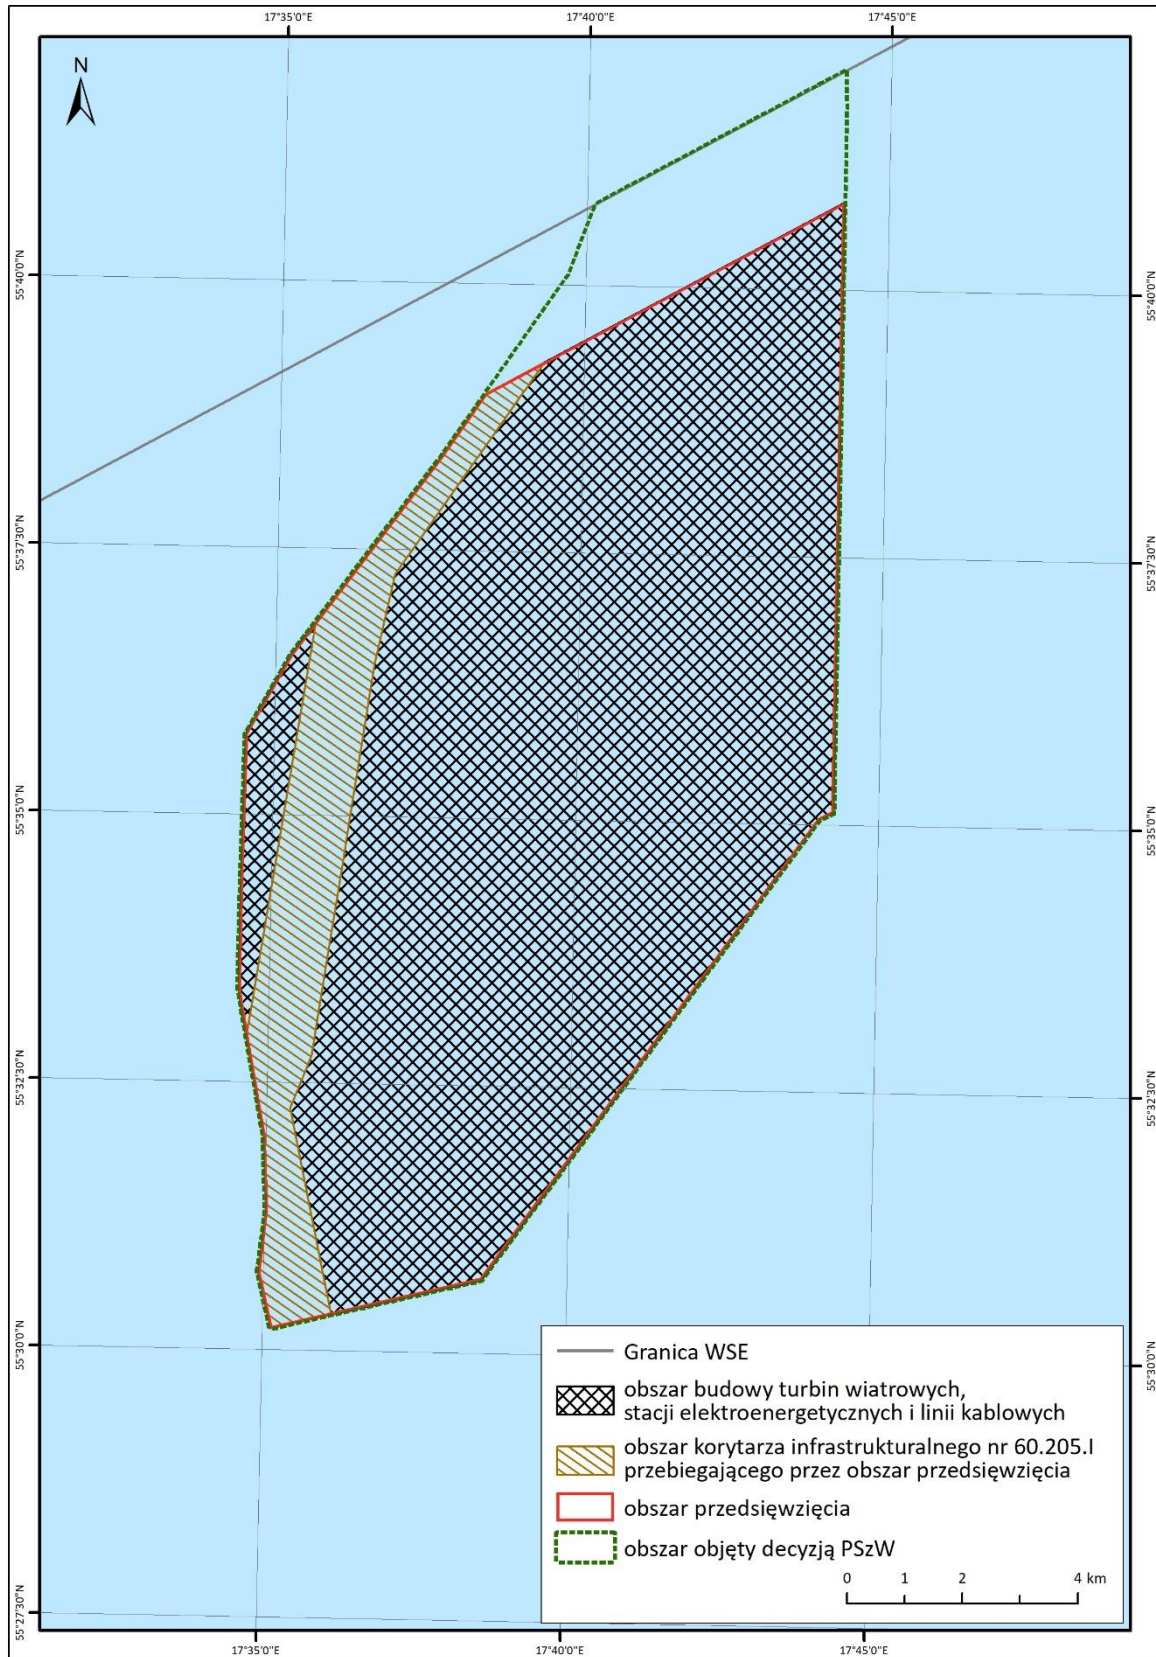 17°35'0"E
17°40'0"E
17°45'0"E
N
55°40'0"N
55°40'0"N
55°37'30"N
55°37'30"N
55°35'0"N
55°35'0"N
55°32'30"N
55°32'30"N
55°30'0"N
55°30'0"N
55°27'30"N
Granica WSE
obszar budowy turbin wiatrowych,
stacji elektroenergetycznych i linii kablowych
obszar korytarza infrastrukturalnego nr 60.205.I
przebiegającego przez obszar przedsięwzięcia
obszar przedsięwzięcia
obszar objęty decyzją PSzW
0 1 2 4 km
17°35'0"E
17°40'0"E
17°45'0"E